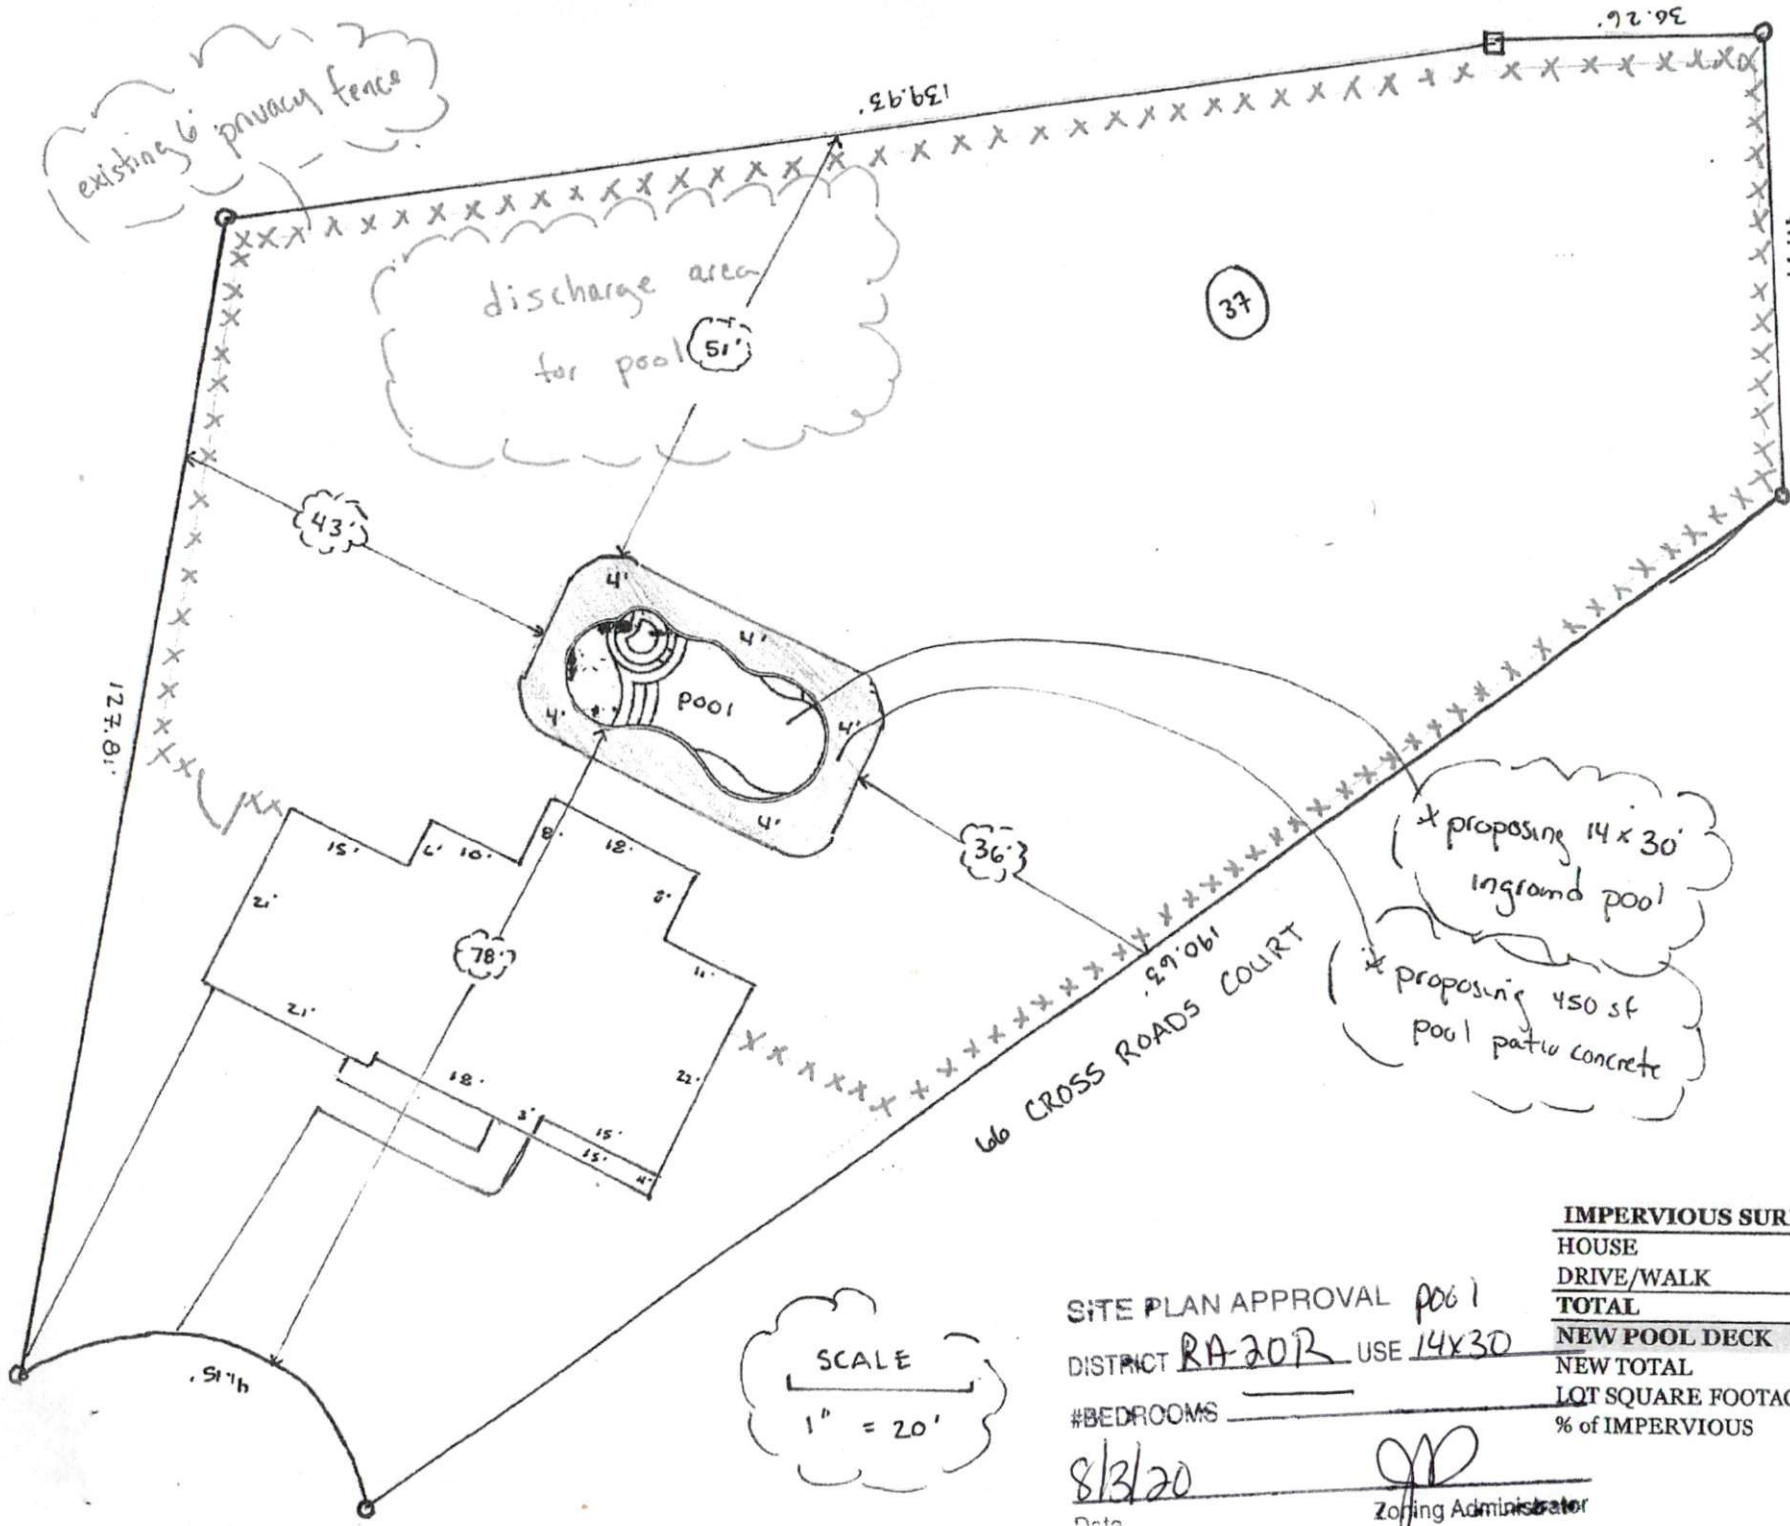 36.26'
139.93'
existing 6' privacy fence
discharge area
for pool
51'
37
43'
127.81'
4'
4'
4'
4'
4'
pool
36'
78'
15'
6'
10'
8'
18'
8'
11'
21'
21'
18'
3'
15'
15'
4'
22'
190.63'
66 CROSS ROADS COURT
* proposing 14 x 30'
inground pool
* proposing 450 sf
pool patio concrete
41.15'
SCALE
1" = 20'
SITE PLAN APPROVAL pool
DISTRICT RA-20R USE 14x30
#BEDROOMS
8/3/20
Date
Zoning Administrator
IMPERVIOUS SUR
HOUSE
DRIVE/WALK
TOTAL
NEW POOL DECK
NEW TOTAL
LOT SQUARE FOOTAG
% of IMPERVIOUS